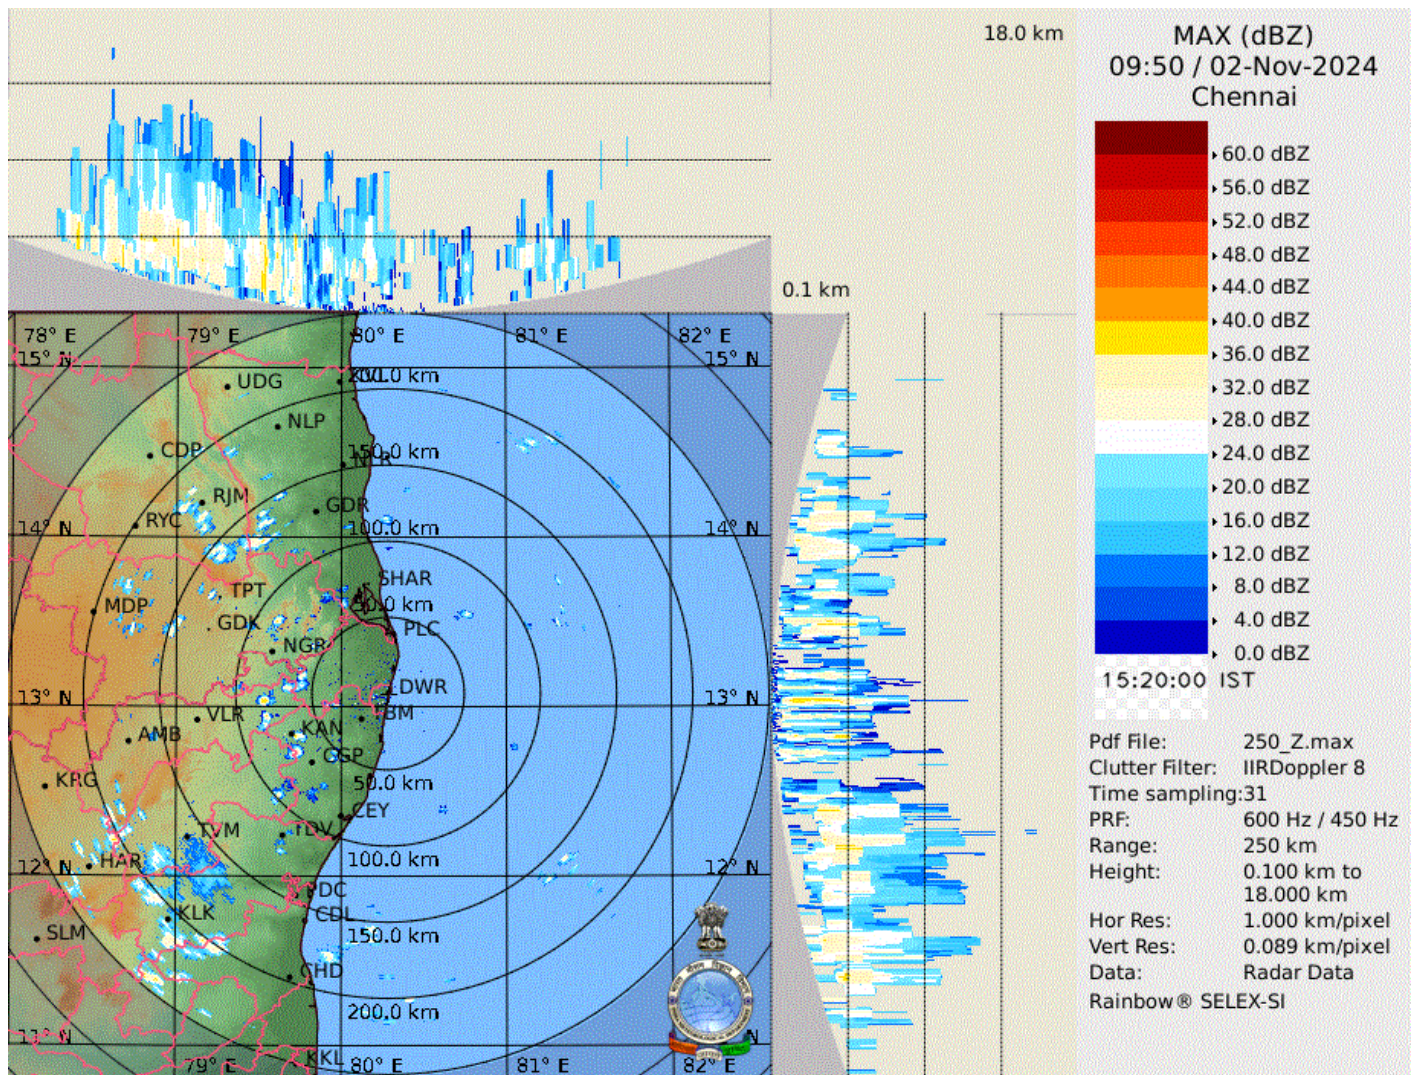 18.0 km
0.1 km
MAX (dBZ)
09:50 / 02-Nov-2024
Chennai
60.0 dBZ
56.0 dBZ
52.0 dBZ
48.0 dBZ
44.0 dBZ
40.0 dBZ
36.0 dBZ
32.0 dBZ
28.0 dBZ
24.0 dBZ
20.0 dBZ
16.0 dBZ
12.0 dBZ
8.0 dBZ
4.0 dBZ
0.0 dBZ
15:20:00 IST
Pdf File: 250_Z.max
Clutter Filter: IIRDoppler 8
Time sampling:31
PRF: 600 Hz / 450 Hz
Range: 250 km
Height: 0.100 km to
18.000 km
Hor Res: 1.000 km/pixel
Vert Res: 0.089 km/pixel
Data: Radar Data
Rainbow® SELEX-SI
78° E 79° E 80° E 81° E 82° E
15° N 15° N
200.0 km
UDG
NLP
CDP
150.0 km
RJM
GDR
RYC
14° N 100.0 km 14° N
SHAR
TPT
MDP
50.0 km
GDK
PLC
NGR
DWR
13° N 13° N
VLR
AMB
KAN
CGP
KRG
50.0 km
CEY
TVM
TDV
HAR
100.0 km
12° N 12° N
PDC
KLK
CDL
SLM
150.0 km
CHD
200.0 km
11° N 11° N
KKL
79° E 80° E 81° E 82° E